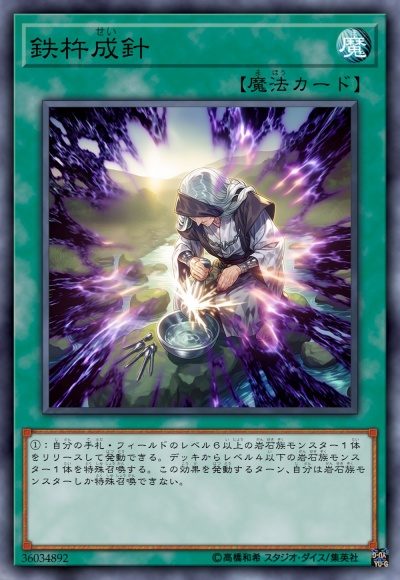 鉄杵成針
魔
【魔法カード】
①：自分の手札・フィールドのレベル６以上の岩石族モンスター１体
をリリースして発動できる。デッキからレベル４以下の岩石族モンス
ター１体を特殊召喚する。この効果を発動するターン、自分は岩石族モ
ンスターしか特殊召喚できない。
36034892
©高橋和希 スタジオ・ダイス/集英社